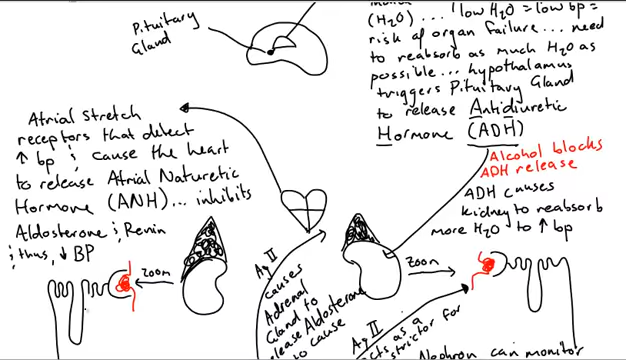 Pituitary
Gland
(H₂O)... (low H₂O = low bp =
risk of organ failure... need
to reabsorb as much H₂O as
possible... hypothalamus
triggers Pituitary Gland
to release Antidiuretic
Hormone (ADH)
Alcohol blocks
ADH release
ADH causes
kidney to reabsorb
more H₂O to ↑ bp
Atrial Stretch
receptors that detect
↑ bp ; cause the heart
to release Atrial Naturetic
Hormone (ANH)... inhibits
Aldosterone ; Renin
; thus, ↓ BP
zoom
Ag II
causes
Adrenal
Gland to
release Aldosterone
to cause
zoom
Ag II
acts as a
for
Nephron can monitor